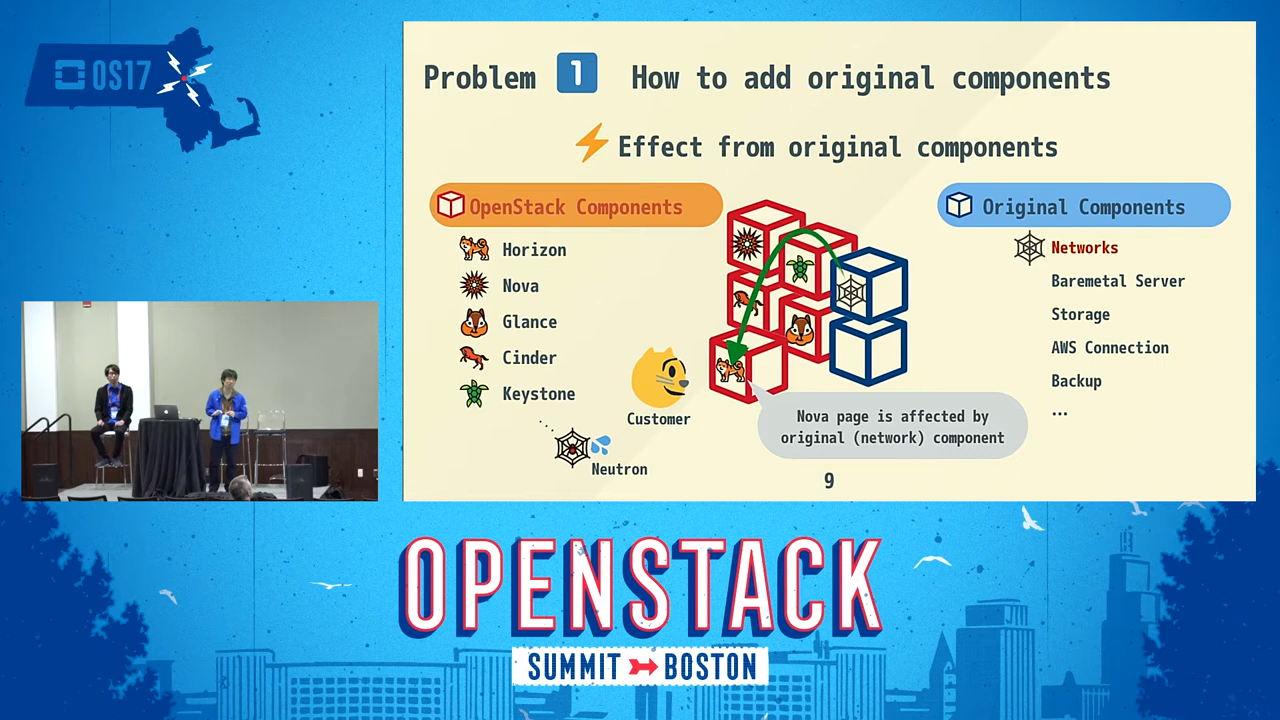 OS17
Problem 1 How to add original components
Effect from original components
OpenStack Components
Horizon
Nova
Glance
Cinder
Keystone
...
Neutron
Customer
Nova page is affected by
original (network) component
Original Components
Networks
Baremetal Server
Storage
AWS Connection
Backup
...
9
OPENSTACK
SUMMIT BOSTON